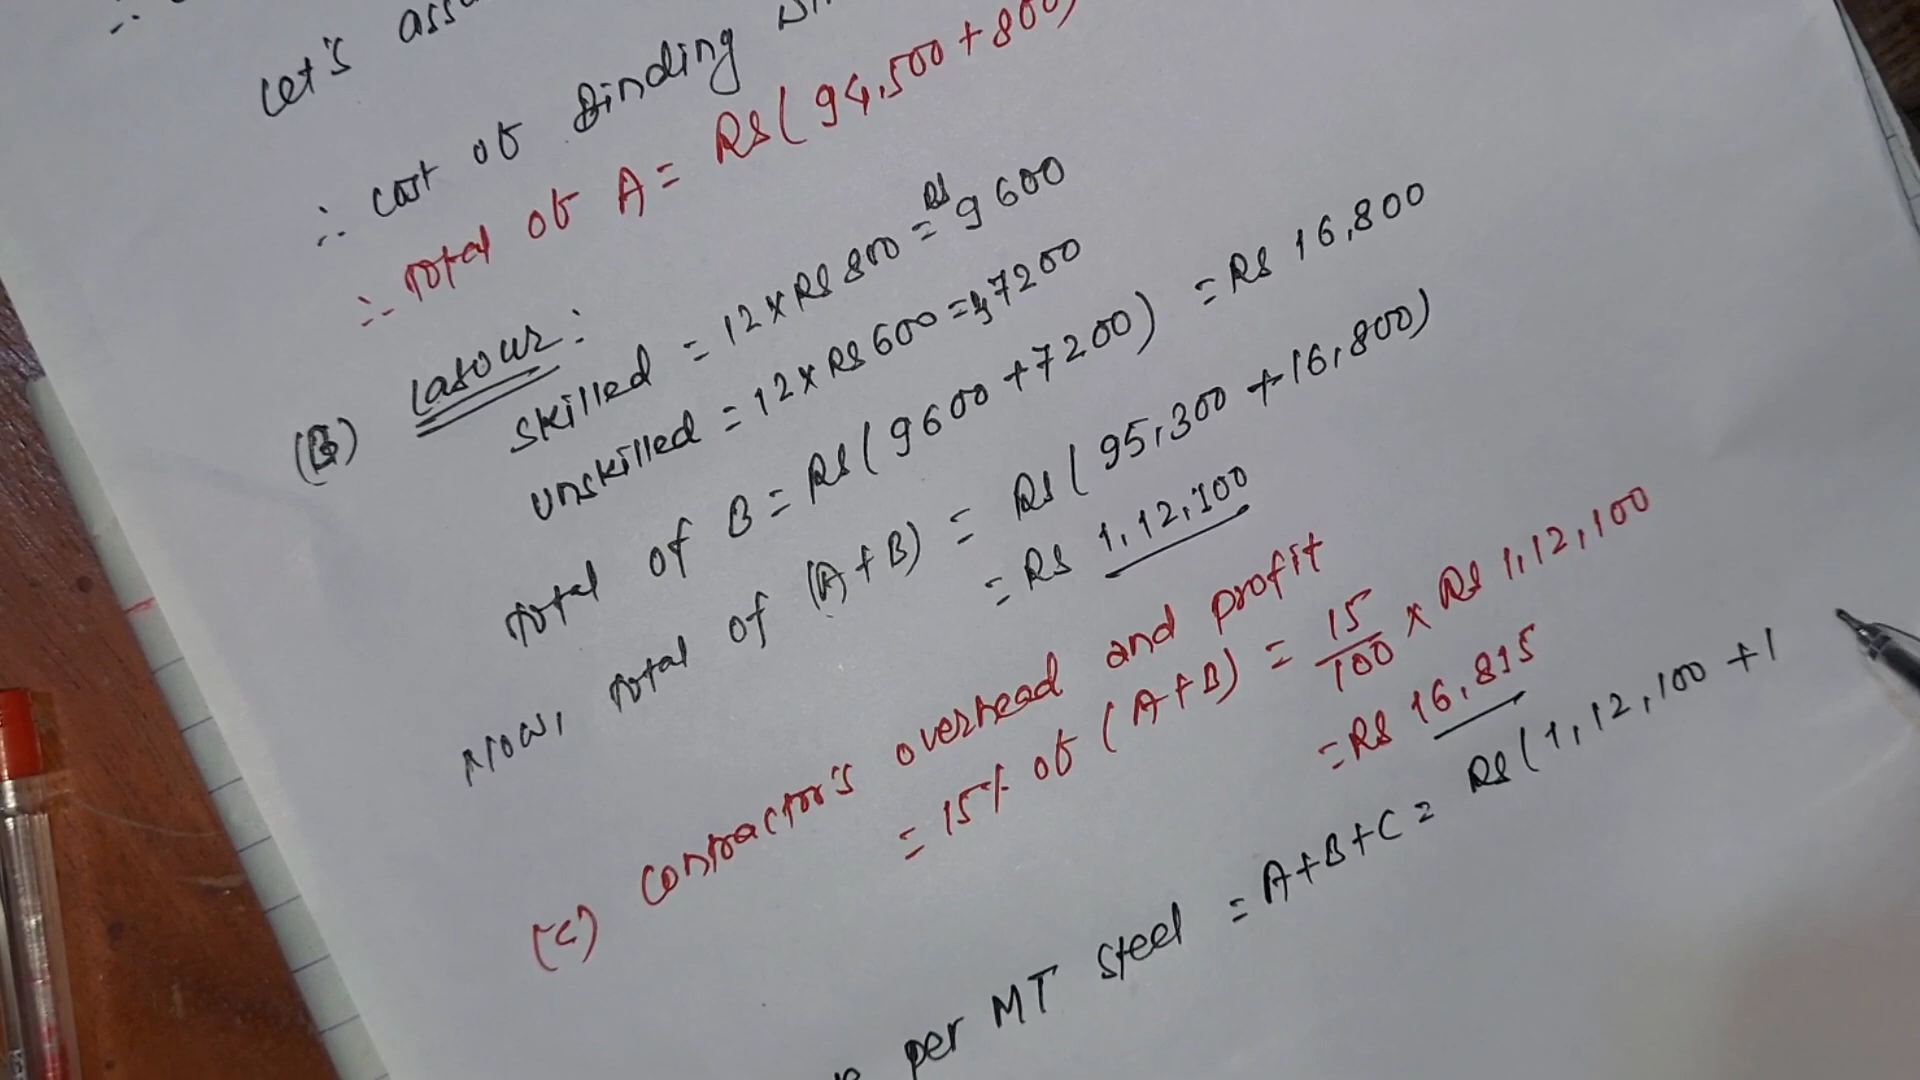 Let's
∴ Cost of Binding
∴ Total of A = RS(94,500+800)
(B) Labour:
Skilled = 12×RS 800 = RS 9600
Unskilled = 12×RS 600 = 7200
Total of B = RS(9600+7200) = RS 16,800
Now, Total of (A+B) = RS(95,300+16,800)
= RS 1,12,100
(C) Contractor's overhead and profit
= 15% of (A+B) = 15/100 × RS 1,12,100
= RS 16,815
per MT steel = A+B+C = RS(1,12,100+1